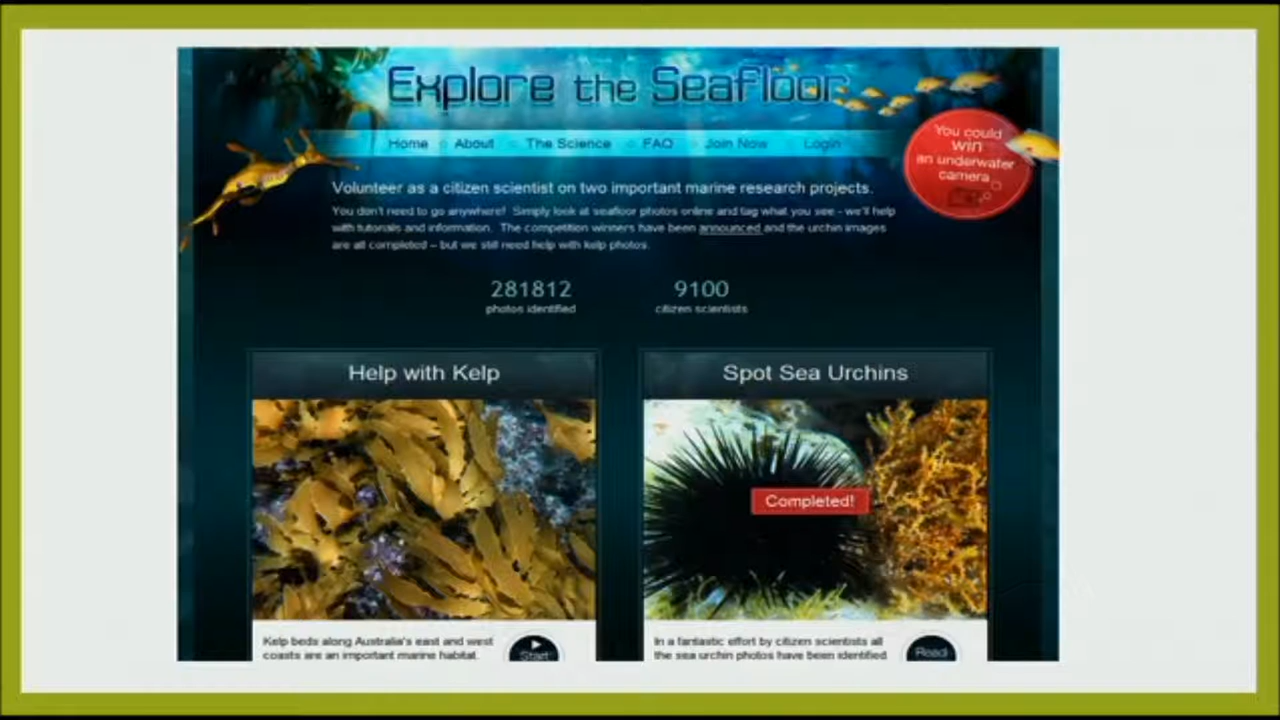 Explore the Seafloor
Home About The Science FAQ Join Now Login
You could
win
an underwater
camera
Volunteer as a citizen scientist on two important marine research projects.
You don't need to go anywhere! Simply look at seafloor photos online and tag what you see - we'll help
with tutorials and information. The competition winners have been announced and the urchin images
are all completed – but we still need help with kelp photos.
281812
photos identified
9100
citizen scientists
Help with Kelp
Kelp beds along Australia's east and west
coasts are an important marine habitat.
Start
Spot Sea Urchins
Completed!
In a fantastic effort by citizen scientists all
the sea urchin photos have been identified
Read